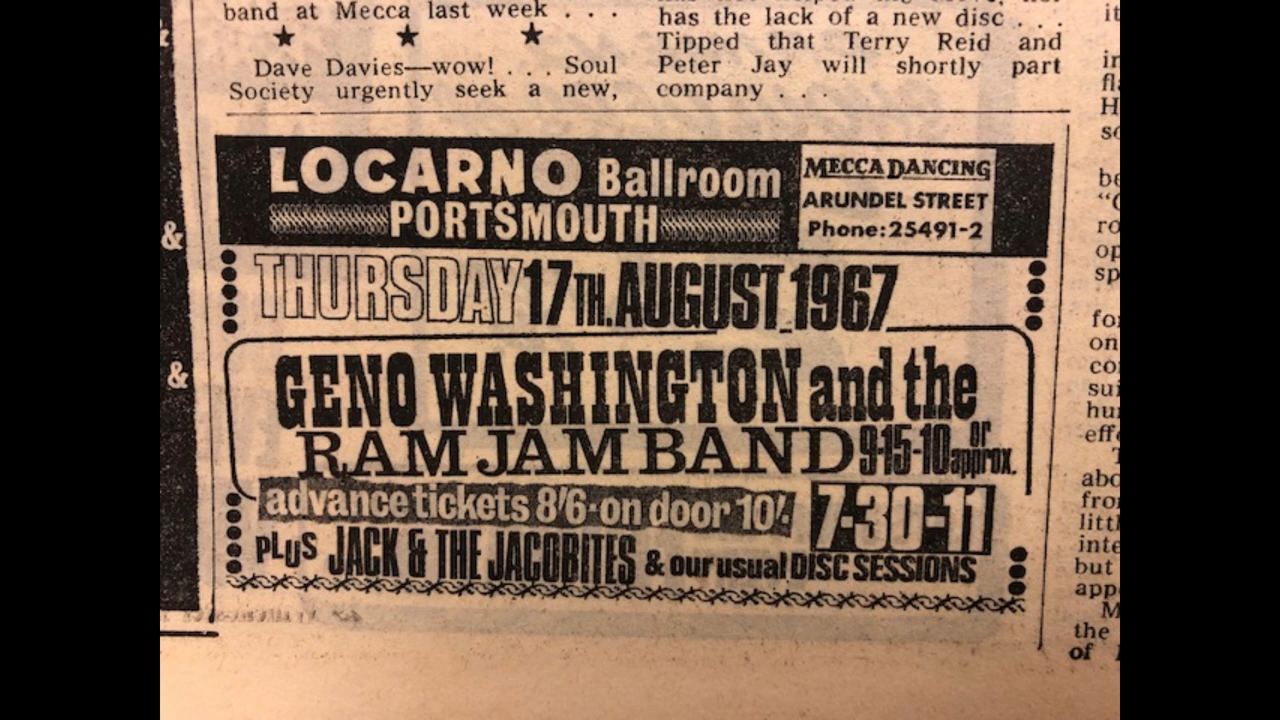 band at Mecca last week . . .
★ ★ ★
Dave Davies—wow! . . . Soul
Society urgently seek a new,
has the lack of a new disc . . .
Tipped that Terry Reid and
Peter Jay will shortly part
company . . .
LOCARNO Ballroom
PORTSMOUTH
MECCA DANCING
ARUNDEL STREET
Phone: 25491-2
THURSDAY 17TH. AUGUST 1967
GENO WASHINGTON and the
RAM JAM BAND 9-15-10 or approx.
advance tickets 8'6 · on door 10/-
7-30-11
PLUS JACK & THE JACOBITES & our usual DISC SESSIONS
&
&
the
of